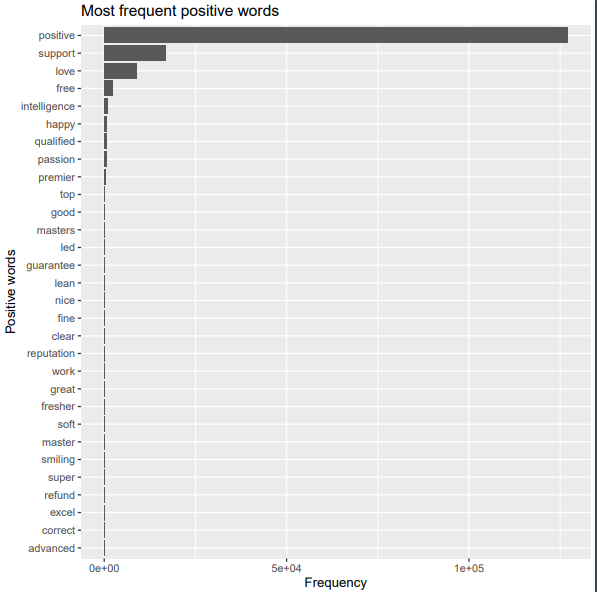 Most frequent positive words
positive
support
love
free
intelligence
happy
qualified
passion
premier
top
good
masters
led
guarantee
lean
nice
fine
clear
reputation
work
great
fresher
soft
master
smiling
super
refund
excel
correct
advanced
Positive words
0e+00 5e+04 1e+05
Frequency